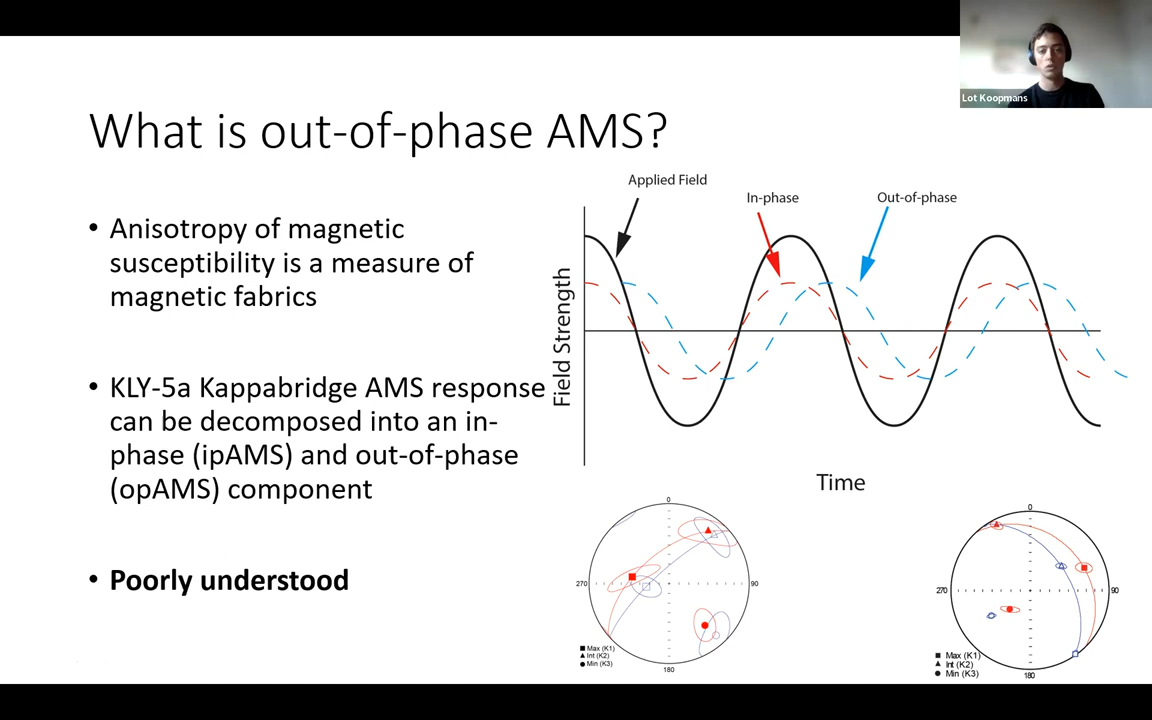 Lot Koopmans
What is out-of-phase AMS?
• Anisotropy of magnetic
susceptibility is a measure of
magnetic fabrics
• KLY-5a Kappabridge AMS response
can be decomposed into an in-
phase (ipAMS) and out-of-phase
(opAMS) component
• Poorly understood
Applied Field
In-phase
Out-of-phase
Field Strength
Time
0
270
90
180
Max (K1)
Int (K2)
Min (K3)
0
270
90
180
Max (K1)
Int (K2)
Min (K3)